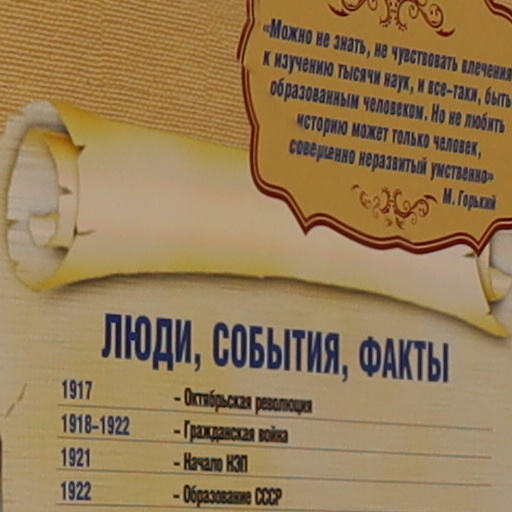 «Можно не знать, не чувствовать влечения
к изучению тысячи наук, и все-таки, быть
образованным человеком. Но не любить
историю может только человек,
совершенно неразвитый умственно»
М. Горький
ЛЮДИ, СОБЫТИЯ, ФАКТЫ
1917 – Октябрьская революция
1918–1922 – Гражданская война
1921 – Начало НЭП
1922 – Образование СССР